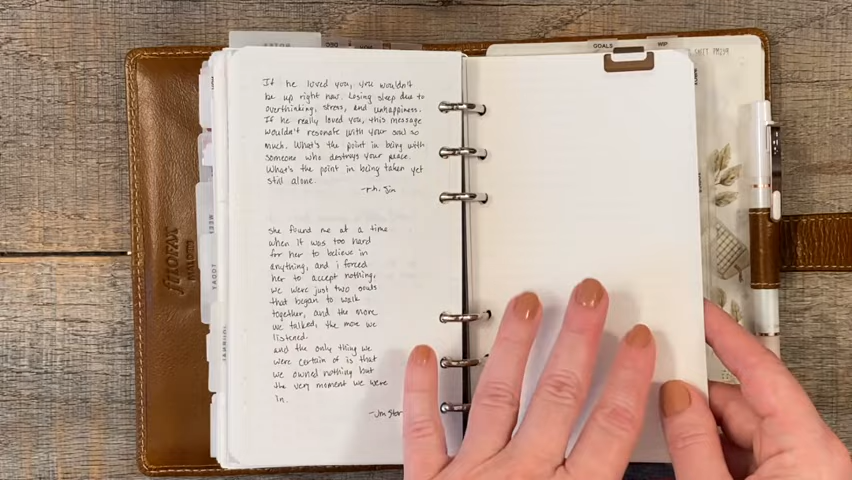 GOALS
WIP
If he loved you, you wouldn't
be up right now. Losing sleep due to
overthinking, stress, and unhappiness.
If he really loved you, this message
wouldn't resonate with your soul so
much. What's the point in being with
someone who destroys your peace.
What's the point in being taken yet
still alone.
-r.h. Sin
she found me at a time
when it was too hard
for her to believe in
anything, and i forced
her to accept nothing,
we were just two souls
that began to walk
together, and the more
we talked, the more we
listened.
and the only thing we
were certain of is that
we owned nothing but
the very moment we were
in.
-Jm Stor
filofax
MALDEN
TODAY